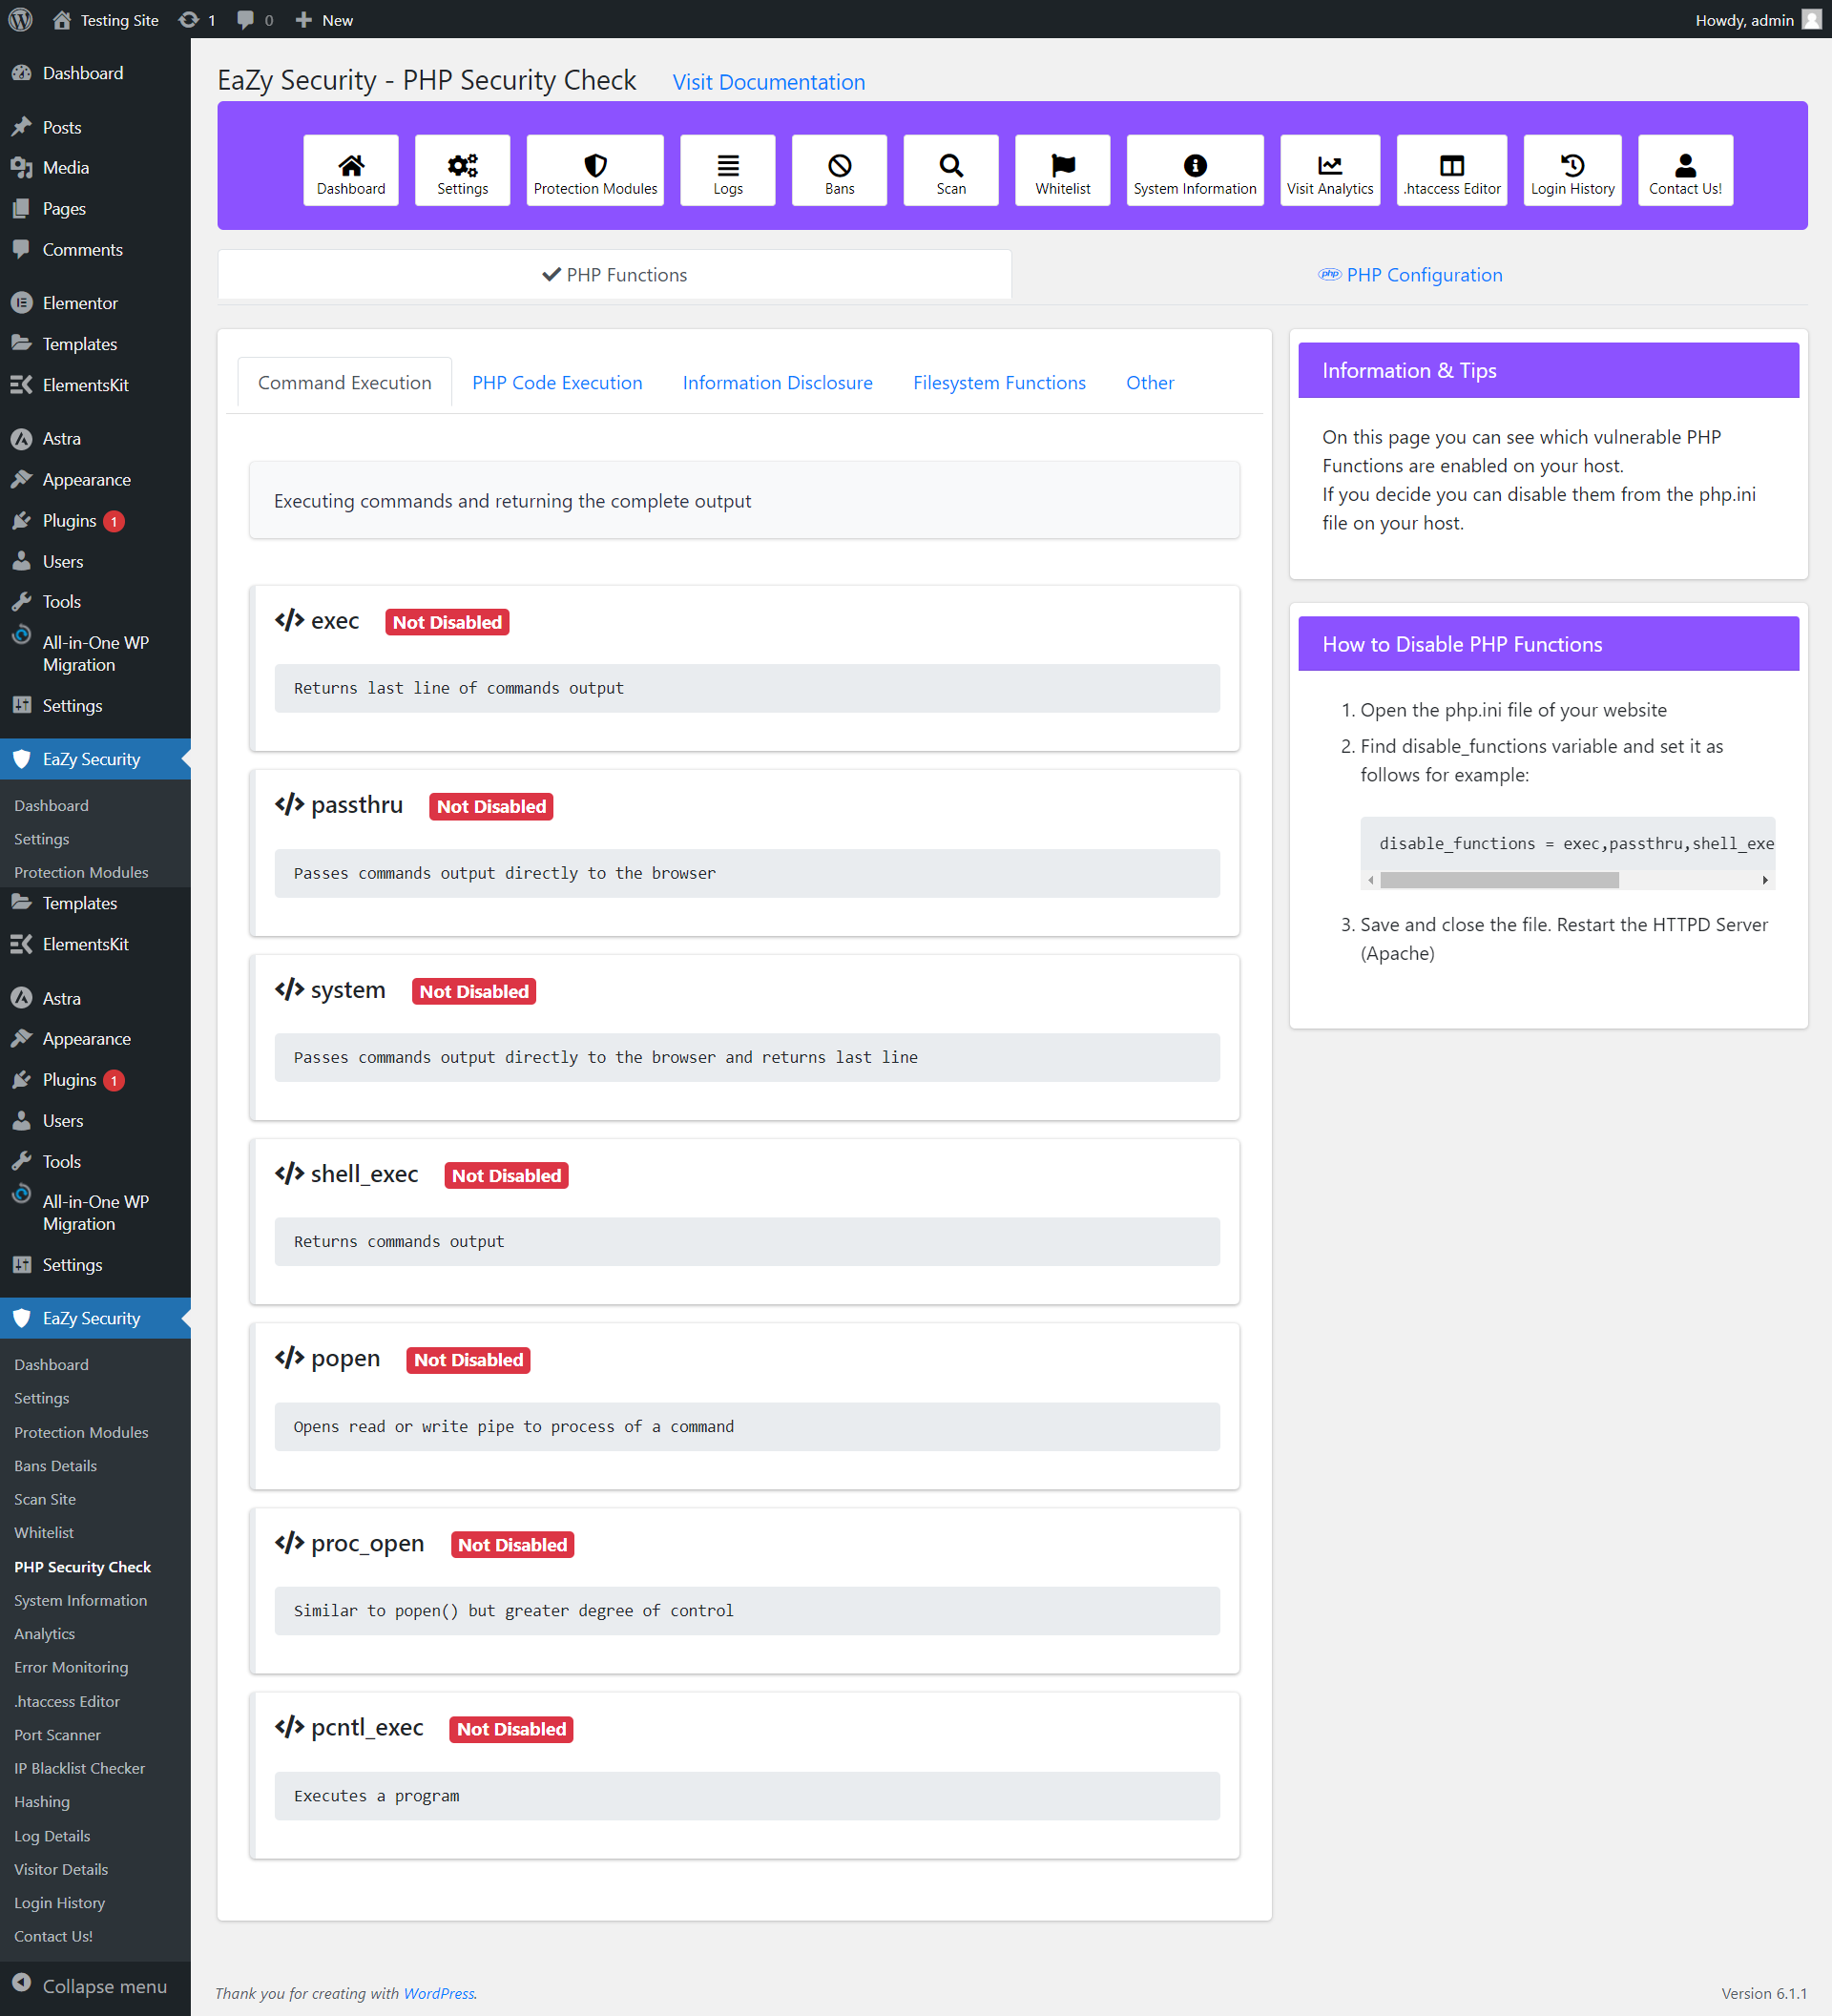 Testing Site
1
0
New
Howdy, admin
Dashboard
Posts
Media
Pages
Comments
Elementor
Templates
ElementsKit
Astra
Appearance
Plugins 1
Users
Tools
All-in-One WP
Migration
Settings
EaZy Security
Dashboard
Settings
Protection Modules
Templates
ElementsKit
Astra
Appearance
Plugins 1
Users
Tools
All-in-One WP
Migration
Settings
EaZy Security
Dashboard
Settings
Protection Modules
Bans Details
Scan Site
Whitelist
PHP Security Check
System Information
Analytics
Error Monitoring
.htaccess Editor
Port Scanner
IP Blacklist Checker
Hashing
Log Details
Visitor Details
Login History
Contact Us!
Collapse menu
EaZy Security - PHP Security Check
Visit Documentation
Dashboard
Settings
Protection Modules
Logs
Bans
Scan
Whitelist
System Information
Visit Analytics
.htaccess Editor
Login History
Contact Us!
PHP Functions
php PHP Configuration
Command Execution
PHP Code Execution
Information Disclosure
Filesystem Functions
Other
Executing commands and returning the complete output
</> exec Not Disabled
Returns last line of commands output
</> passthru Not Disabled
Passes commands output directly to the browser
</> system Not Disabled
Passes commands output directly to the browser and returns last line
</> shell_exec Not Disabled
Returns commands output
</> popen Not Disabled
Opens read or write pipe to process of a command
</> proc_open Not Disabled
Similar to popen() but greater degree of control
</> pcntl_exec Not Disabled
Executes a program
Information & Tips
On this page you can see which vulnerable PHP
Functions are enabled on your host.
If you decide you can disable them from the php.ini
file on your host.
How to Disable PHP Functions
1. Open the php.ini file of your website
2. Find disable_functions variable and set it as
follows for example:
disable_functions = exec,passthru,shell_exe
3. Save and close the file. Restart the HTTPD Server
(Apache)
Thank you for creating with WordPress.
Version 6.1.1